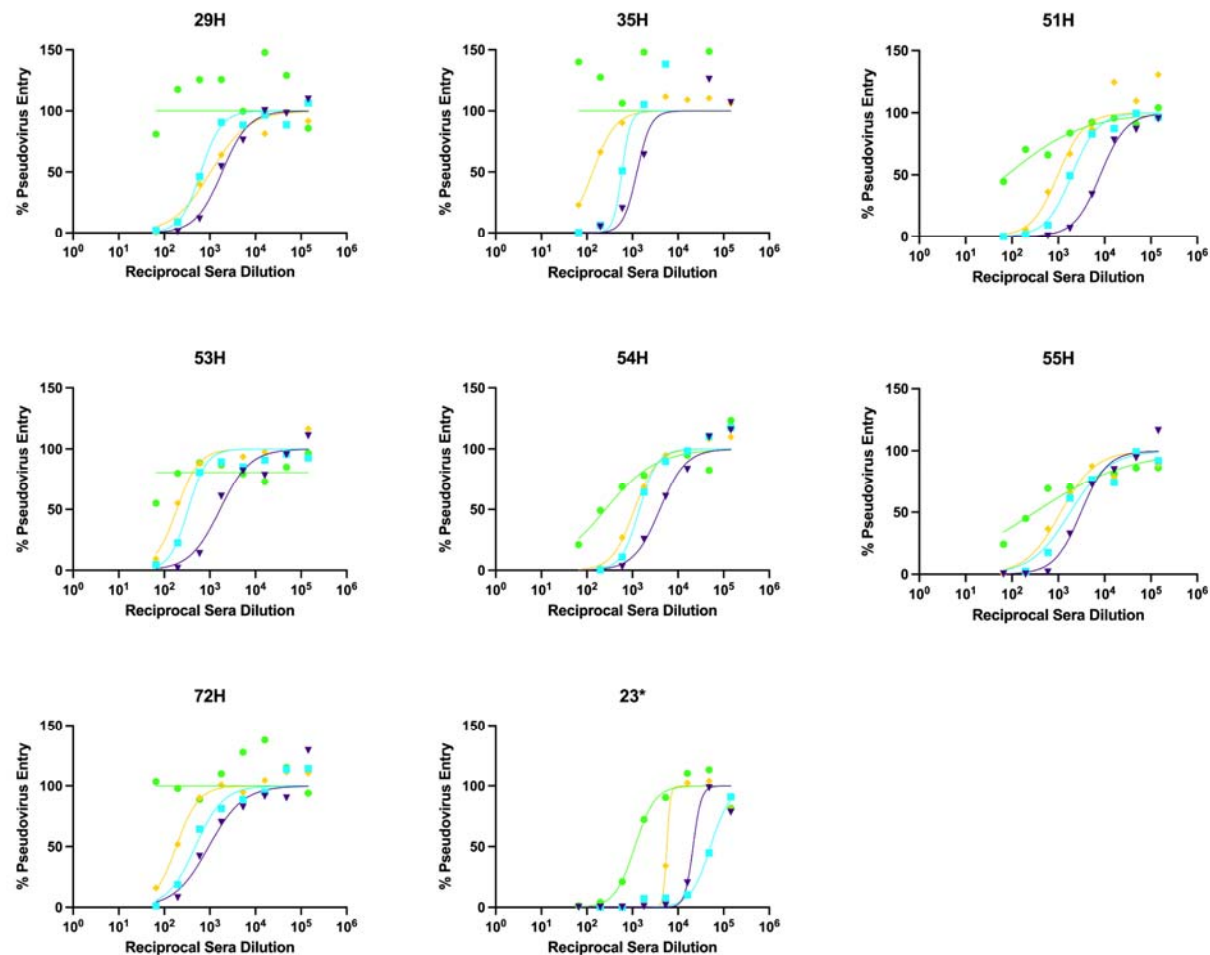 29H
35H
51H
% Pseudovirus Entry
150
100
50
0
10⁰ 10¹ 10² 10³ 10⁴ 10⁵ 10⁶
Reciprocal Sera Dilution
% Pseudovirus Entry
150
100
50
0
10⁰ 10¹ 10² 10³ 10⁴ 10⁵ 10⁶
Reciprocal Sera Dilution
% Pseudovirus Entry
150
100
50
0
10⁰ 10¹ 10² 10³ 10⁴ 10⁵ 10⁶
Reciprocal Sera Dilution
53H
54H
55H
% Pseudovirus Entry
150
100
50
0
10⁰ 10¹ 10² 10³ 10⁴ 10⁵ 10⁶
Reciprocal Sera Dilution
% Pseudovirus Entry
150
100
50
0
10⁰ 10¹ 10² 10³ 10⁴ 10⁵ 10⁶
Reciprocal Sera Dilution
% Pseudovirus Entry
150
100
50
0
10⁰ 10¹ 10² 10³ 10⁴ 10⁵ 10⁶
Reciprocal Sera Dilution
72H
23*
% Pseudovirus Entry
150
100
50
0
10⁰ 10¹ 10² 10³ 10⁴ 10⁵ 10⁶
Reciprocal Sera Dilution
% Pseudovirus Entry
150
100
50
0
10⁰ 10¹ 10² 10³ 10⁴ 10⁵ 10⁶
Reciprocal Sera Dilution